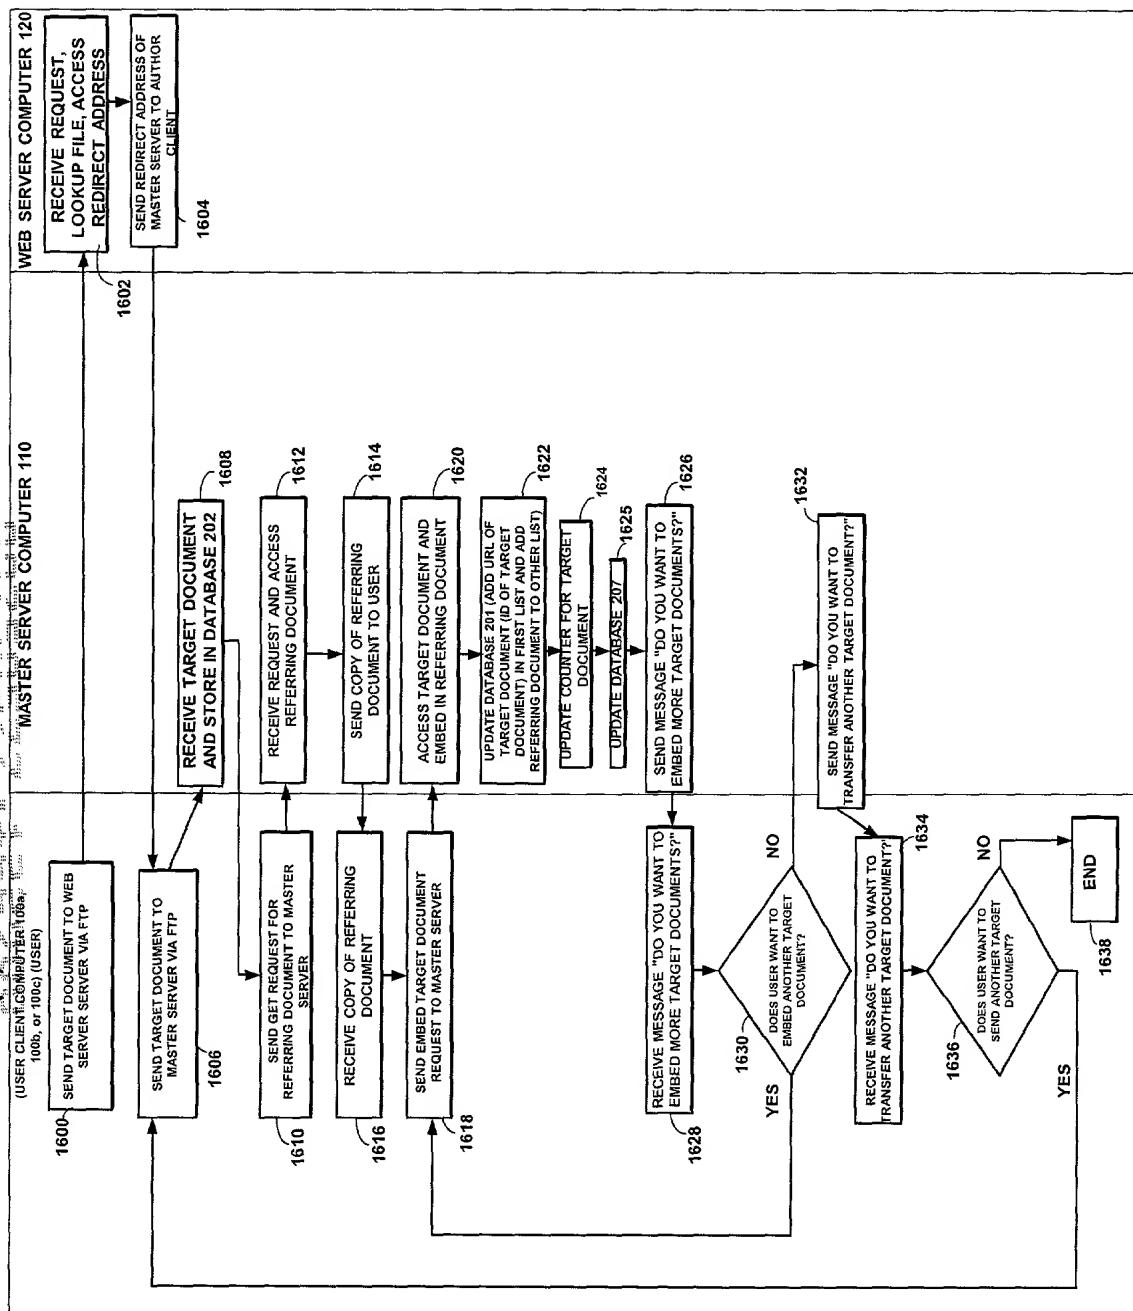 WEB SERVER COMPUTER 120
RECEIVE REQUEST,
LOOKUP FILE, ACCESS
REDIRECT ADDRESS
1602
SEND REDIRECT ADDRESS OF
MASTER SERVER TO AUTHOR
CLIENT
1604
MASTER SERVER COMPUTER 110
RECEIVE TARGET DOCUMENT
AND STORE IN DATABASE 202
1608
RECEIVE REQUEST AND ACCESS
REFERRING DOCUMENT
1612
SEND COPY OF REFERRING
DOCUMENT TO USER
1614
ACCESS TARGET DOCUMENT AND
EMBED IN REFERRING DOCUMENT
1620
UPDATE DATABASE 201 (ADD URL OF
TARGET DOCUMENT (ID OF TARGET
DOCUMENT) IN FIRST LIST AND ADD
REFERRING DOCUMENT TO OTHER LIST)
1622
UPDATE COUNTER FOR TARGET
DOCUMENT
1624
UPDATE DATABASE 207
1625
SEND MESSAGE "DO YOU WANT TO
EMBED MORE TARGET DOCUMENTS?"
1626
SEND MESSAGE "DO YOU WANT TO
TRANSFER ANOTHER TARGET DOCUMENT?"
1632
(USER CLIENT COMPUTER 100a,
100b, or 100c) (USER)
SEND TARGET DOCUMENT TO WEB
SERVER SERVER VIA FTP
1600
SEND TARGET DOCUMENT TO
MASTER SERVER VIA FTP
1606
SEND GET REQUEST FOR
REFERRING DOCUMENT TO MASTER
SERVER
1610
RECEIVE COPY OF REFERRING
DOCUMENT
1616
SEND EMBED TARGET DOCUMENT
REQUEST TO MASTER SERVER
1618
RECEIVE MESSAGE "DO YOU WANT TO
EMBED MORE TARGET DOCUMENTS?"
1628
DOES USER WANT TO
EMBED ANOTHER TARGET
DOCUMENT?
1630
YES
NO
RECEIVE MESSAGE "DO YOU WANT TO
TRANSFER ANOTHER TARGET DOCUMENT?"
1634
DOES USER WANT TO
SEND ANOTHER TARGET
DOCUMENT?
1636
YES
NO
END
1638